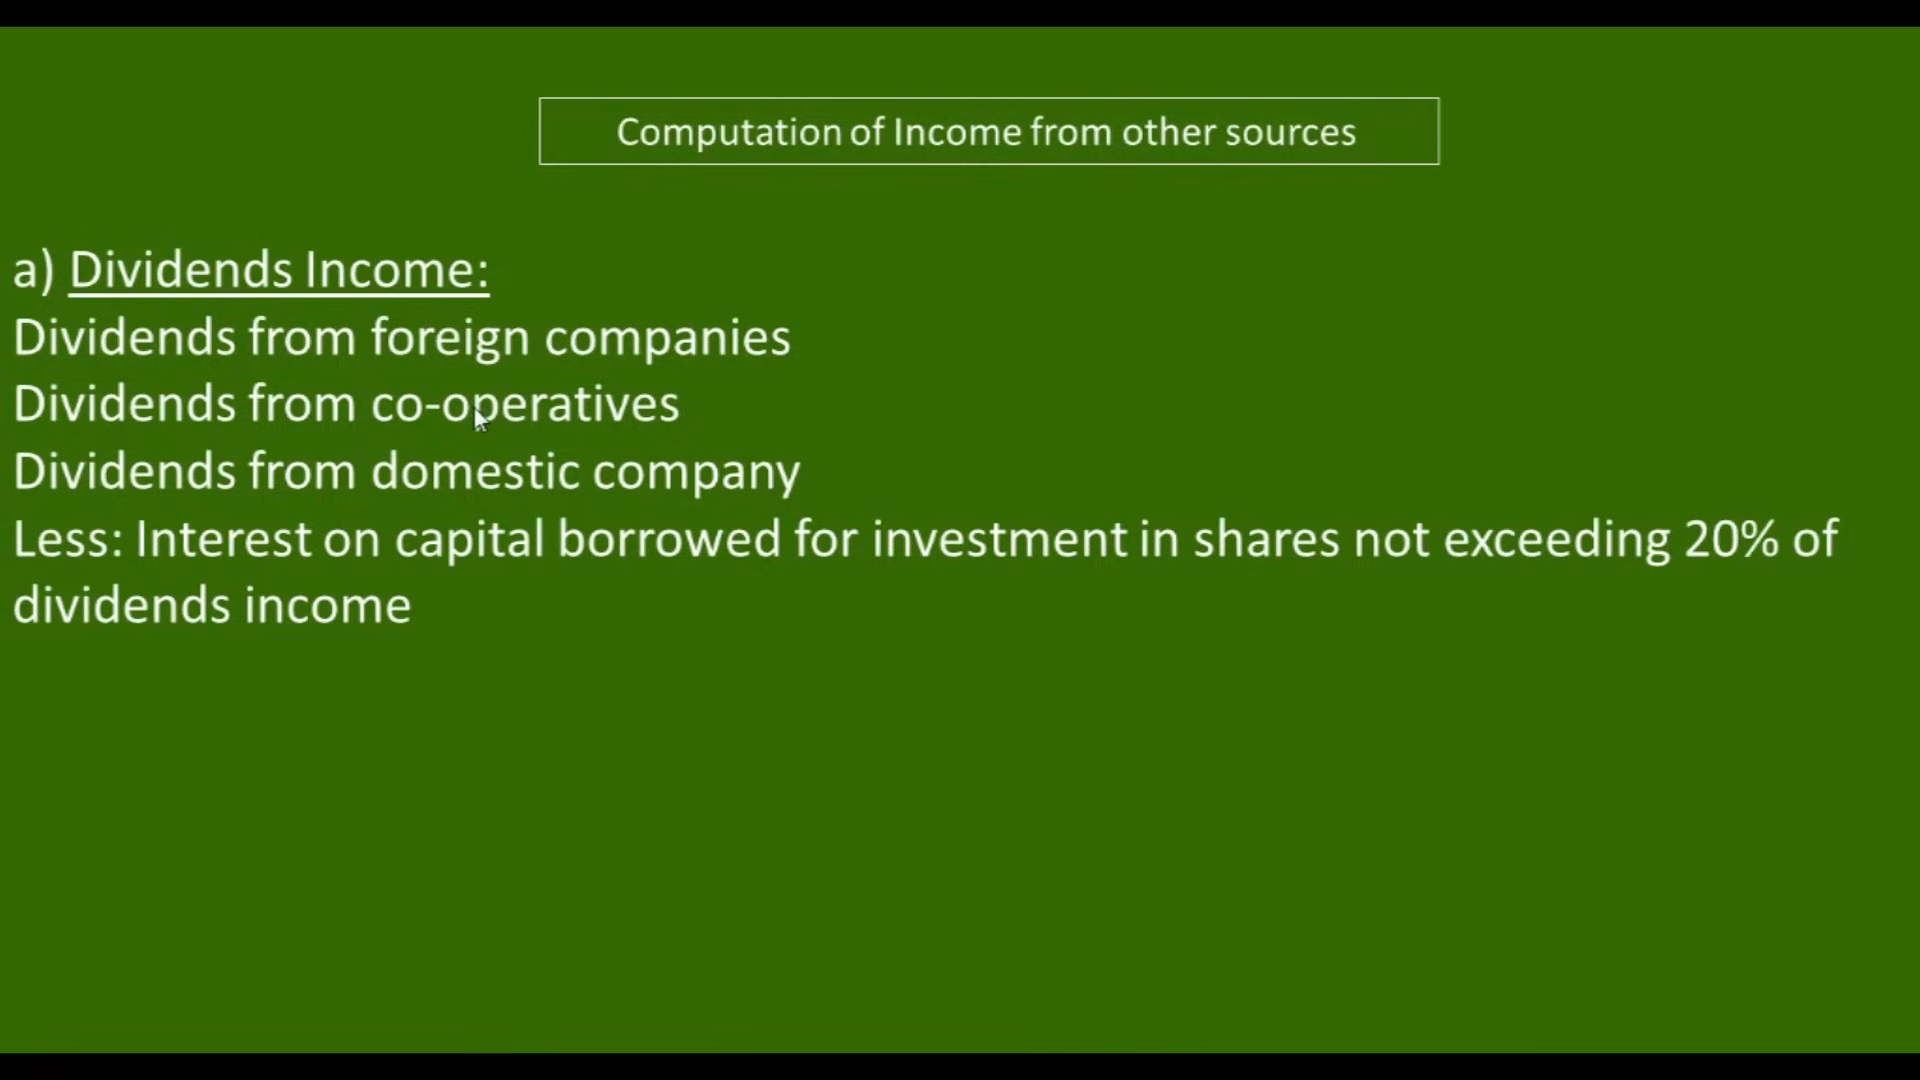 Computation of Income from other sources
a) Dividends Income:
Dividends from foreign companies
Dividends from co-operatives
Dividends from domestic company
Less: Interest on capital borrowed for investment in shares not exceeding 20% of
dividends income